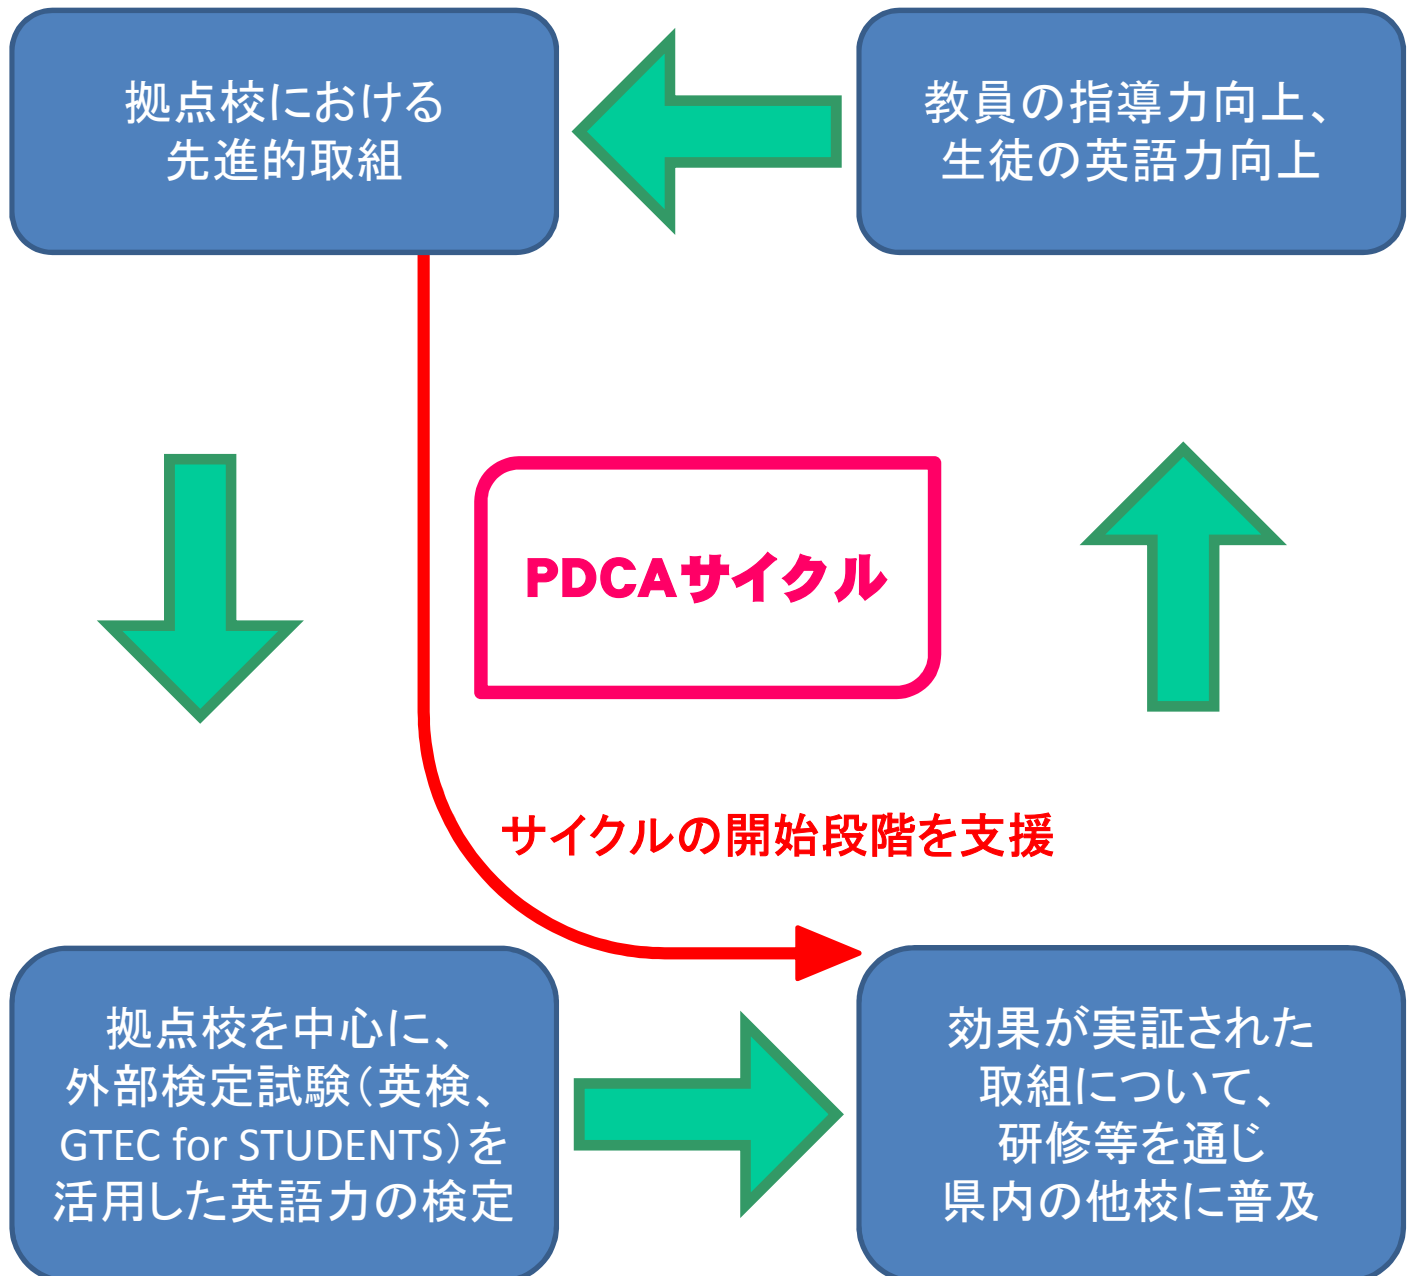 拠点校における
先進的取組
教員の指導力向上、
生徒の英語力向上
PDCAサイクル
サイクルの開始段階を支援
拠点校を中心に、
外部検定試験（英検、
GTEC for STUDENTS）を
活用した英語力の検定
効果が実証された
取組について、
研修等を通じ
県内の他校に普及